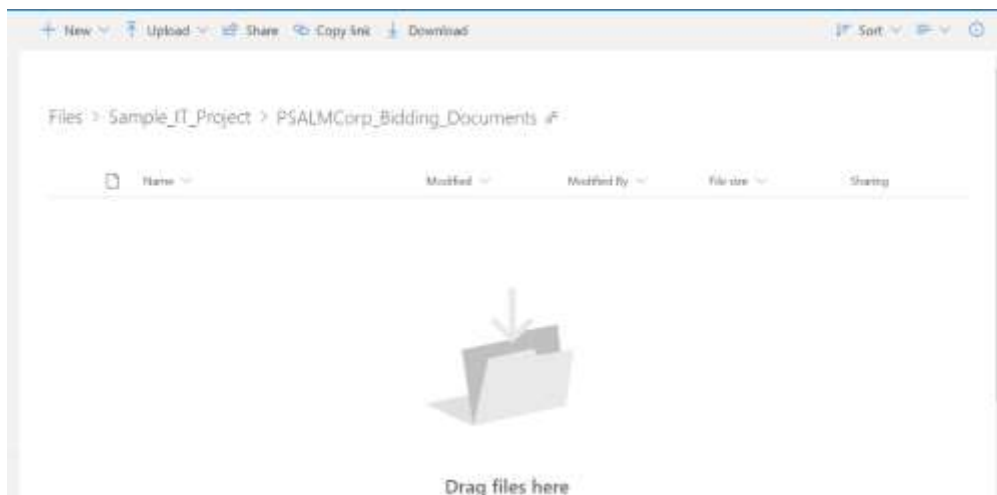 New Upload Share Copy link Download Sort
Files > Sample_IT_Project > PSALMCorp_Bidding_Documents
Name Modified Modified By File size Sharing
Drag files here